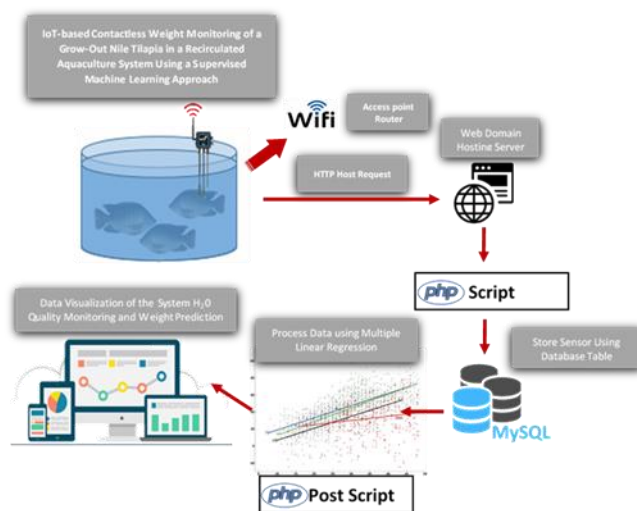 IoT-based Contactless Weight Monitoring of a
Grow-Out Nile Tilapia in a Recirculated
Aquaculture System Using a Supervised
Machine Learning Approach
Wifi
Access point
Router
Web Domain
Hostine Server
HTTP Host Request
php Script
Data Visualization of the System H₂0
Quality Monitoring and Weight Prediction
Process Data using Multiple
Linear Regression
Store Sensor Using
Database Table
MySQL
php Post Script